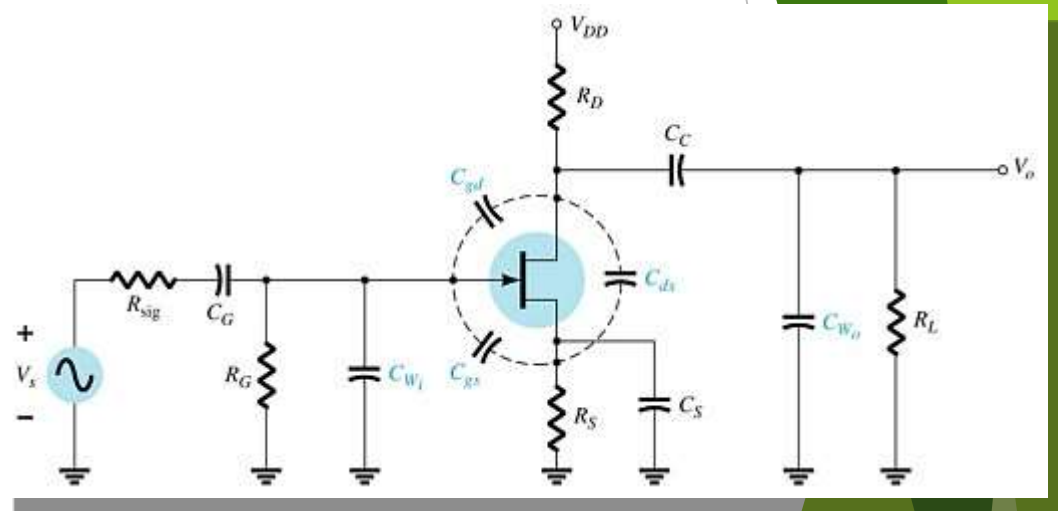 V_DD
R_D
C_C
V_o
C_gd
C_ds
R_sig
C_G
+
V_s
−
R_G
C_Wi
C_gs
R_S
C_S
C_Wo
R_L